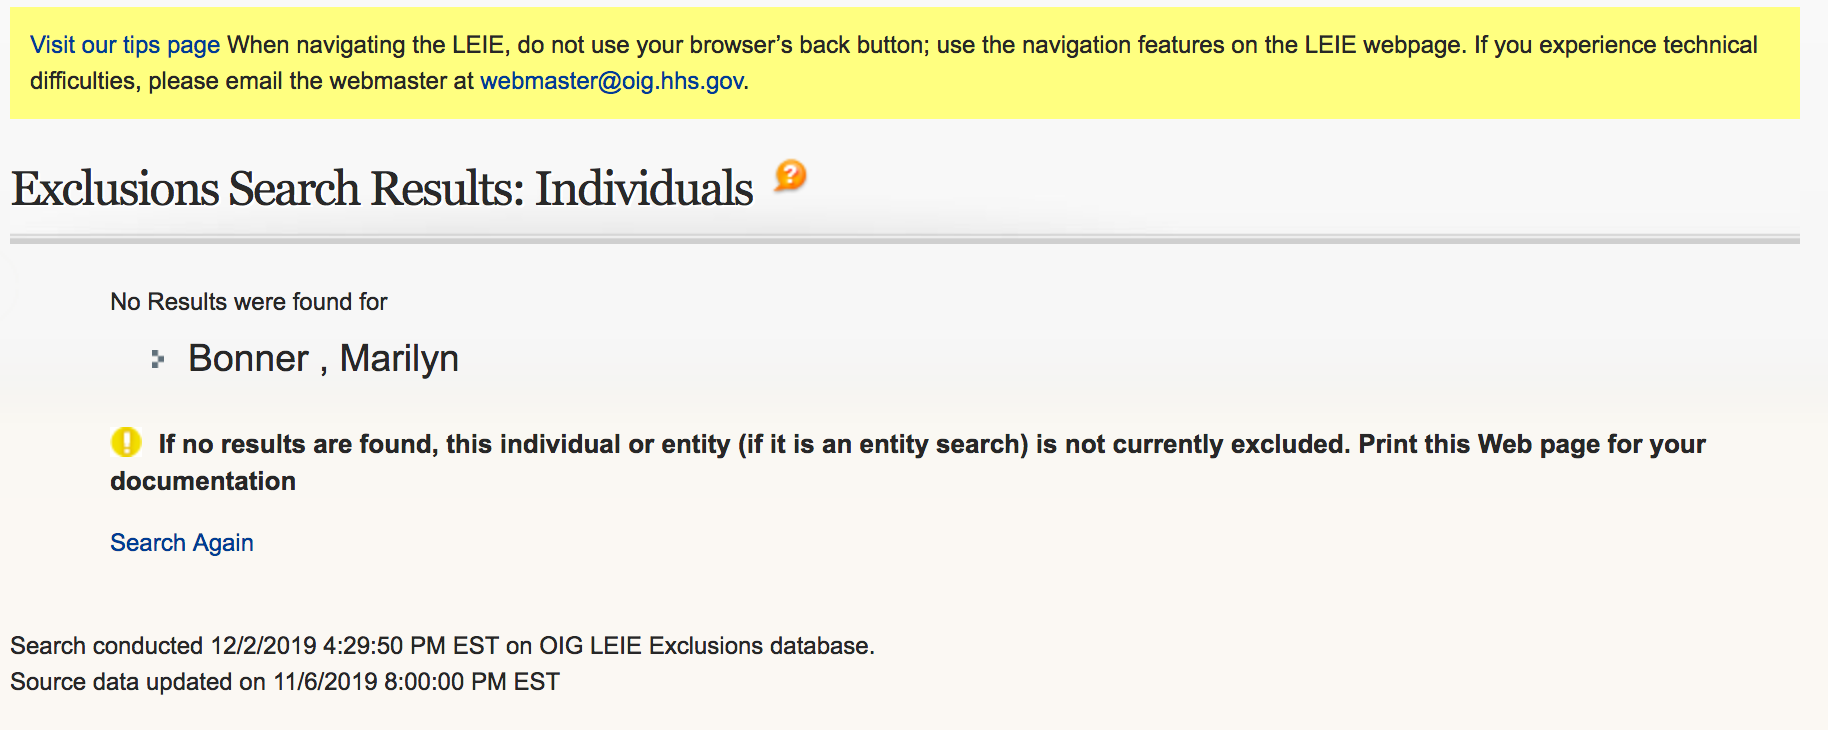 Visit our tips page When navigating the LEIE, do not use your browser’s back button; use the navigation features on the LEIE webpage. If you experience technical
difficulties, please email the webmaster at webmaster@oig.hhs.gov.
Exclusions Search Results: Individuals ?
No Results were found for
Bonner , Marilyn
! If no results are found, this individual or entity (if it is an entity search) is not currently excluded. Print this Web page for your
documentation
Search Again
Search conducted 12/2/2019 4:29:50 PM EST on OIG LEIE Exclusions database.
Source data updated on 11/6/2019 8:00:00 PM EST